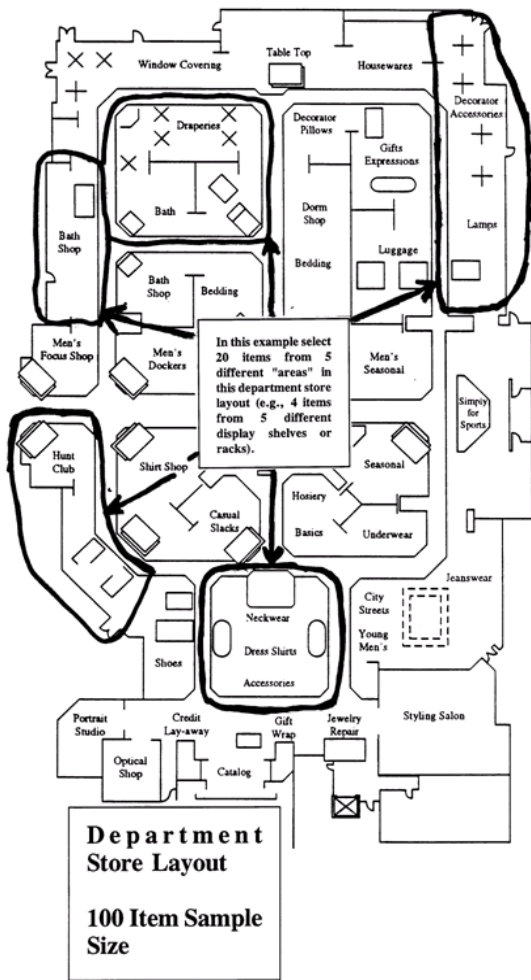 Table Top
Window Covering
Housewares
Draperies
Decorator
Pillows
Decorator
Accessories
Gifts
Expressions
Bath
Dorm
Shop
Lamps
Bath
Shop
Luggage
Bath
Shop
Bedding
Bedding
Men's
Focus Shop
Men's
Dockers
In this example select
20 items from 5
different "areas" in
this department store
layout (e.g., 4 items
from 5 different
display shelves or
racks).
Men's
Seasonal
Simply
for
Sports
Hunt
Club
Shirt Shop
Seasonal
Casual
Slacks
Hosiery
Basics
Underwear
Jeanswear
City
Streets
Young
Men's
Neckwear
Dress Shirts
Accessories
Shoes
Portrait
Studio
Credit
Lay-away
Gift
Wrap
Jewelry
Repair
Styling Salon
Optical
Shop
Catalog
Department
Store Layout
100 Item Sample
Size